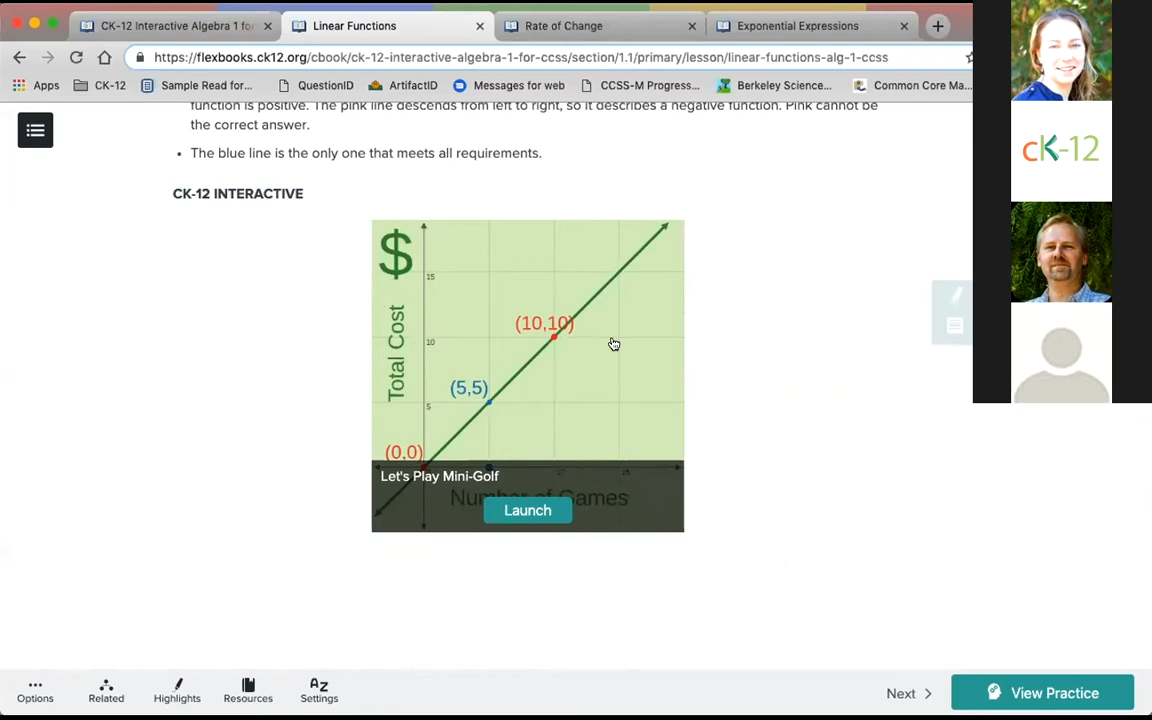 CK-12 Interactive Algebra 1 for
Linear Functions
Rate of Change
Exponential Expressions
https://flexbooks.ck12.org/cbook/ck-12-interactive-algebra-1-for-ccss/section/1.1/primary/lesson/linear-functions-alg-1-ccss
Apps
CK-12
Sample Read for...
QuestionID
ArtifactID
Messages for web
CCSS-M Progress...
Berkeley Science...
Common Core Ma...
function is positive. The pink line descends from left to right, so it describes a negative function. Pink cannot be
the correct answer.
• The blue line is the only one that meets all requirements.
CK-12 INTERACTIVE
$
Total Cost
15
10
5
(10,10)
(5,5)
(0,0)
15
Let's Play Mini-Golf
Number of Games
Launch
cK-12
Options
Related
Highlights
Resources
AZ
Settings
Next
View Practice